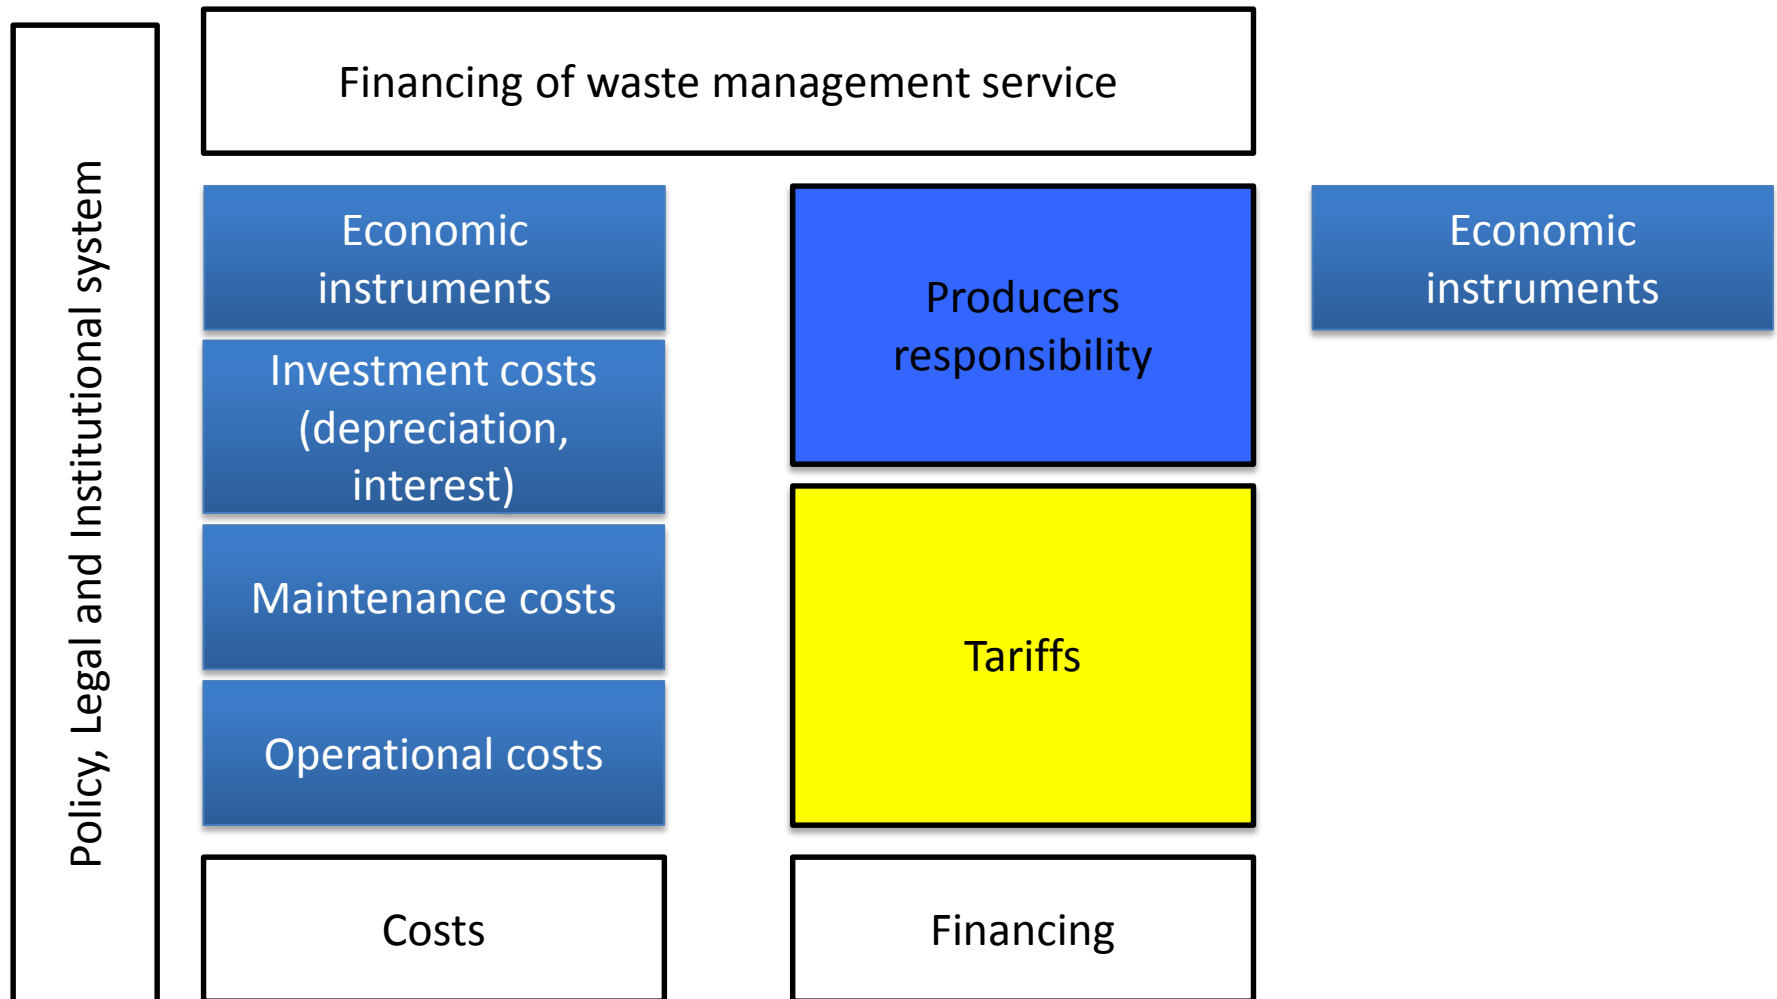 Policy, Legal and Institutional system
Financing of waste management service
Economic
instruments
Investment costs
(depreciation,
interest)
Maintenance costs
Operational costs
Costs
Producers
responsibility
Tariffs
Financing
Economic
instruments